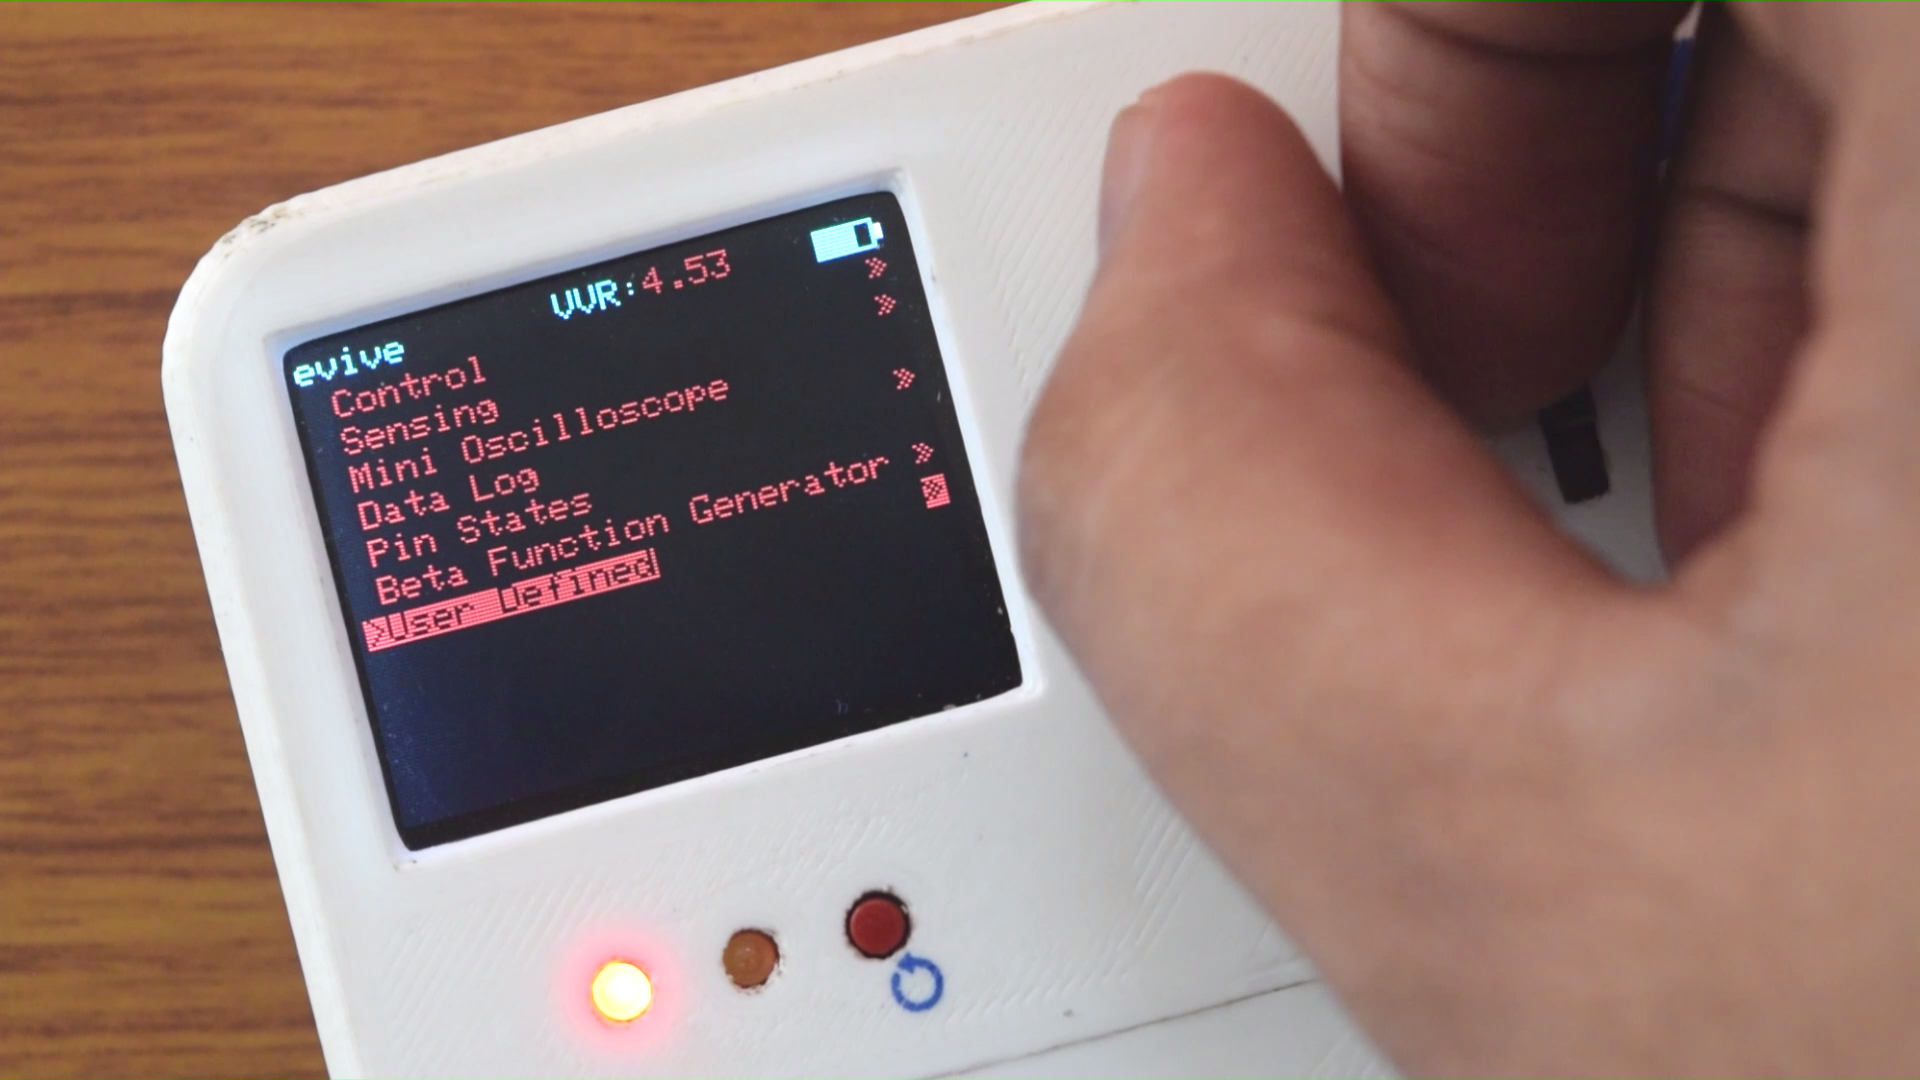 VVR:4.53
evive
Control »
Sensing »
Mini Oscilloscope
Data Log »
Pin States
Beta Function Generator »
>User Defined »